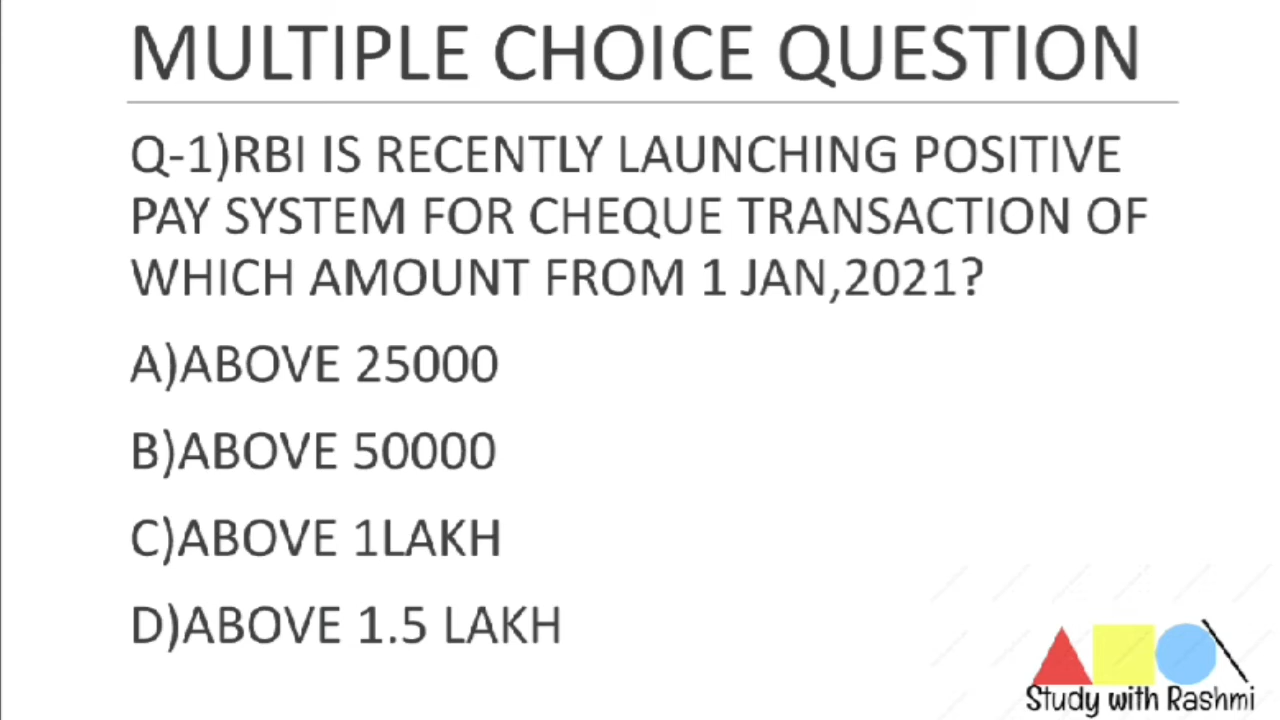 MULTIPLE CHOICE QUESTION
Q-1)RBI IS RECENTLY LAUNCHING POSITIVE
PAY SYSTEM FOR CHEQUE TRANSACTION OF
WHICH AMOUNT FROM 1 JAN,2021?
A)ABOVE 25000
B)ABOVE 50000
C)ABOVE 1LAKH
D)ABOVE 1.5 LAKH
Study with Rashmi